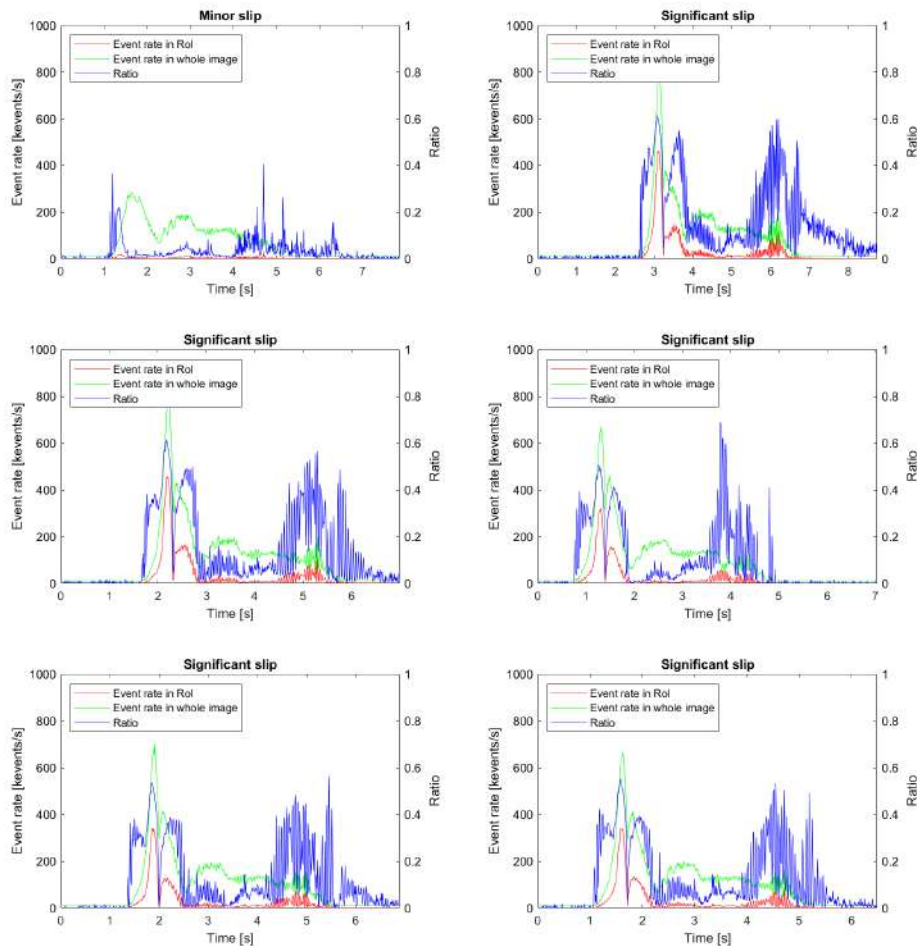 Minor slip
1000
800
600
400
200
0
Event rate [kevents/s]
1
0.8
0.6
0.4
0.2
0
Ratio
Event rate in RoI
Event rate in whole image
Ratio
0 1 2 3 4 5 6 7
Time [s]
Significant slip
1000
800
600
400
200
0
Event rate [kevents/s]
1
0.8
0.6
0.4
0.2
0
Ratio
Event rate in RoI
Event rate in whole image
Ratio
0 1 2 3 4 5 6 7 8
Time [s]
Significant slip
1000
800
600
400
200
0
Event rate [kevents/s]
1
0.8
0.6
0.4
0.2
0
Ratio
Event rate in RoI
Event rate in whole image
Ratio
0 1 2 3 4 5 6
Time [s]
Significant slip
1000
800
600
400
200
0
Event rate [kevents/s]
1
0.8
0.6
0.4
0.2
0
Ratio
Event rate in RoI
Event rate in whole image
Ratio
0 1 2 3 4 5 6 7
Time [s]
Significant slip
1000
800
600
400
200
0
Event rate [kevents/s]
1
0.8
0.6
0.4
0.2
0
Ratio
Event rate in RoI
Event rate in whole image
Ratio
0 1 2 3 4 5 6
Time [s]
Significant slip
1000
800
600
400
200
0
Event rate [kevents/s]
1
0.8
0.6
0.4
0.2
0
Ratio
Event rate in RoI
Event rate in whole image
Ratio
0 1 2 3 4 5 6
Time [s]